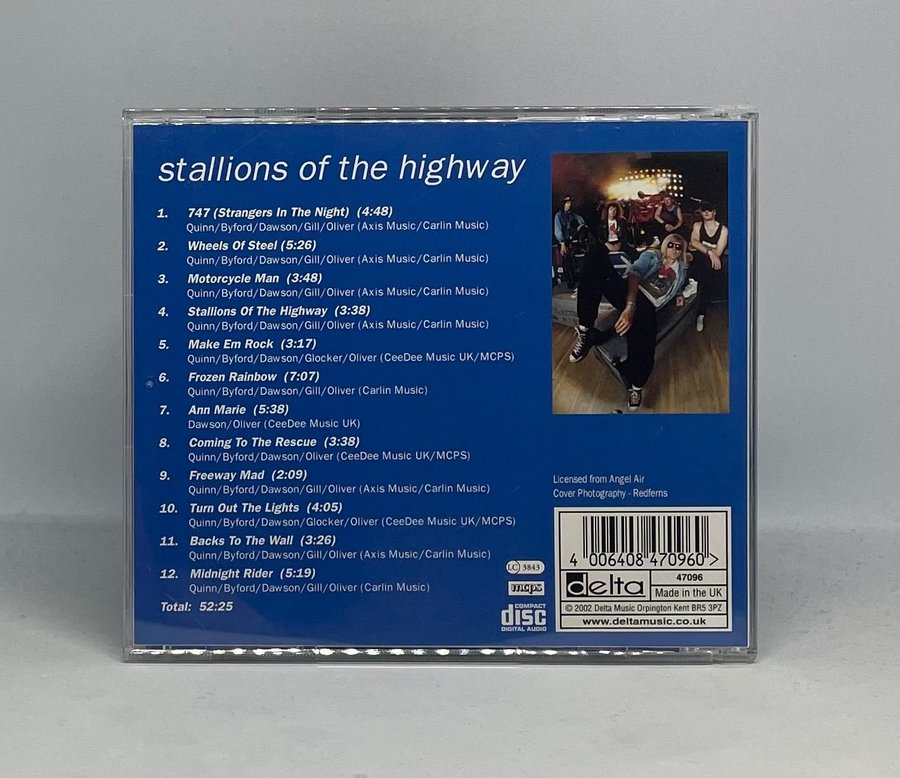 stallions of the highway
1. 747 (Strangers In The Night) (4:48)
Quinn/Byford/Dawson/Gill/Oliver (Axis Music/Carlin Music)
2. Wheels Of Steel (5:26)
Quinn/Byford/Dawson/Gill/Oliver (Axis Music/Carlin Music)
3. Motorcycle Man (3:48)
Quinn/Byford/Dawson/Gill/Oliver (Axis Music/Carlin Music)
4. Stallions Of The Highway (3:38)
Quinn/Byford/Dawson/Gill/Oliver (Axis Music/Carlin Music)
5. Make Em Rock (3:17)
Quinn/Byford/Dawson/Glocker/Oliver (CeeDee Music UK/MCPS)
6. Frozen Rainbow (7:07)
Quinn/Byford/Dawson/Gill/Oliver (Carlin Music)
7. Ann Marie (5:38)
Dawson/Oliver (CeeDee Music UK)
8. Coming To The Rescue (3:38)
Quinn/Byford/Dawson/Oliver (CeeDee Music UK/MCPS)
9. Freeway Mad (2:09)
Quinn/Byford/Dawson/Gill/Oliver (Axis Music/Carlin Music)
10. Turn Out The Lights (4:05)
Quinn/Byford/Dawson/Glocker/Oliver (CeeDee Music UK/MCPS)
11. Backs To The Wall (3:26)
Quinn/Byford/Dawson/Gill/Oliver (Axis Music/Carlin Music)
12. Midnight Rider (5:19)
Quinn/Byford/Dawson/Gill/Oliver (Carlin Music)
Total: 52:25
LC 3843
mcps
COMPACT
disc
DIGITAL AUDIO
Licensed from Angel Air
Cover Photography - Redferns
4 006408 470960 >
delta
47096
Made in the UK
© 2002 Delta Music Orpington Kent BR5 3PZ
www.deltamusic.co.uk